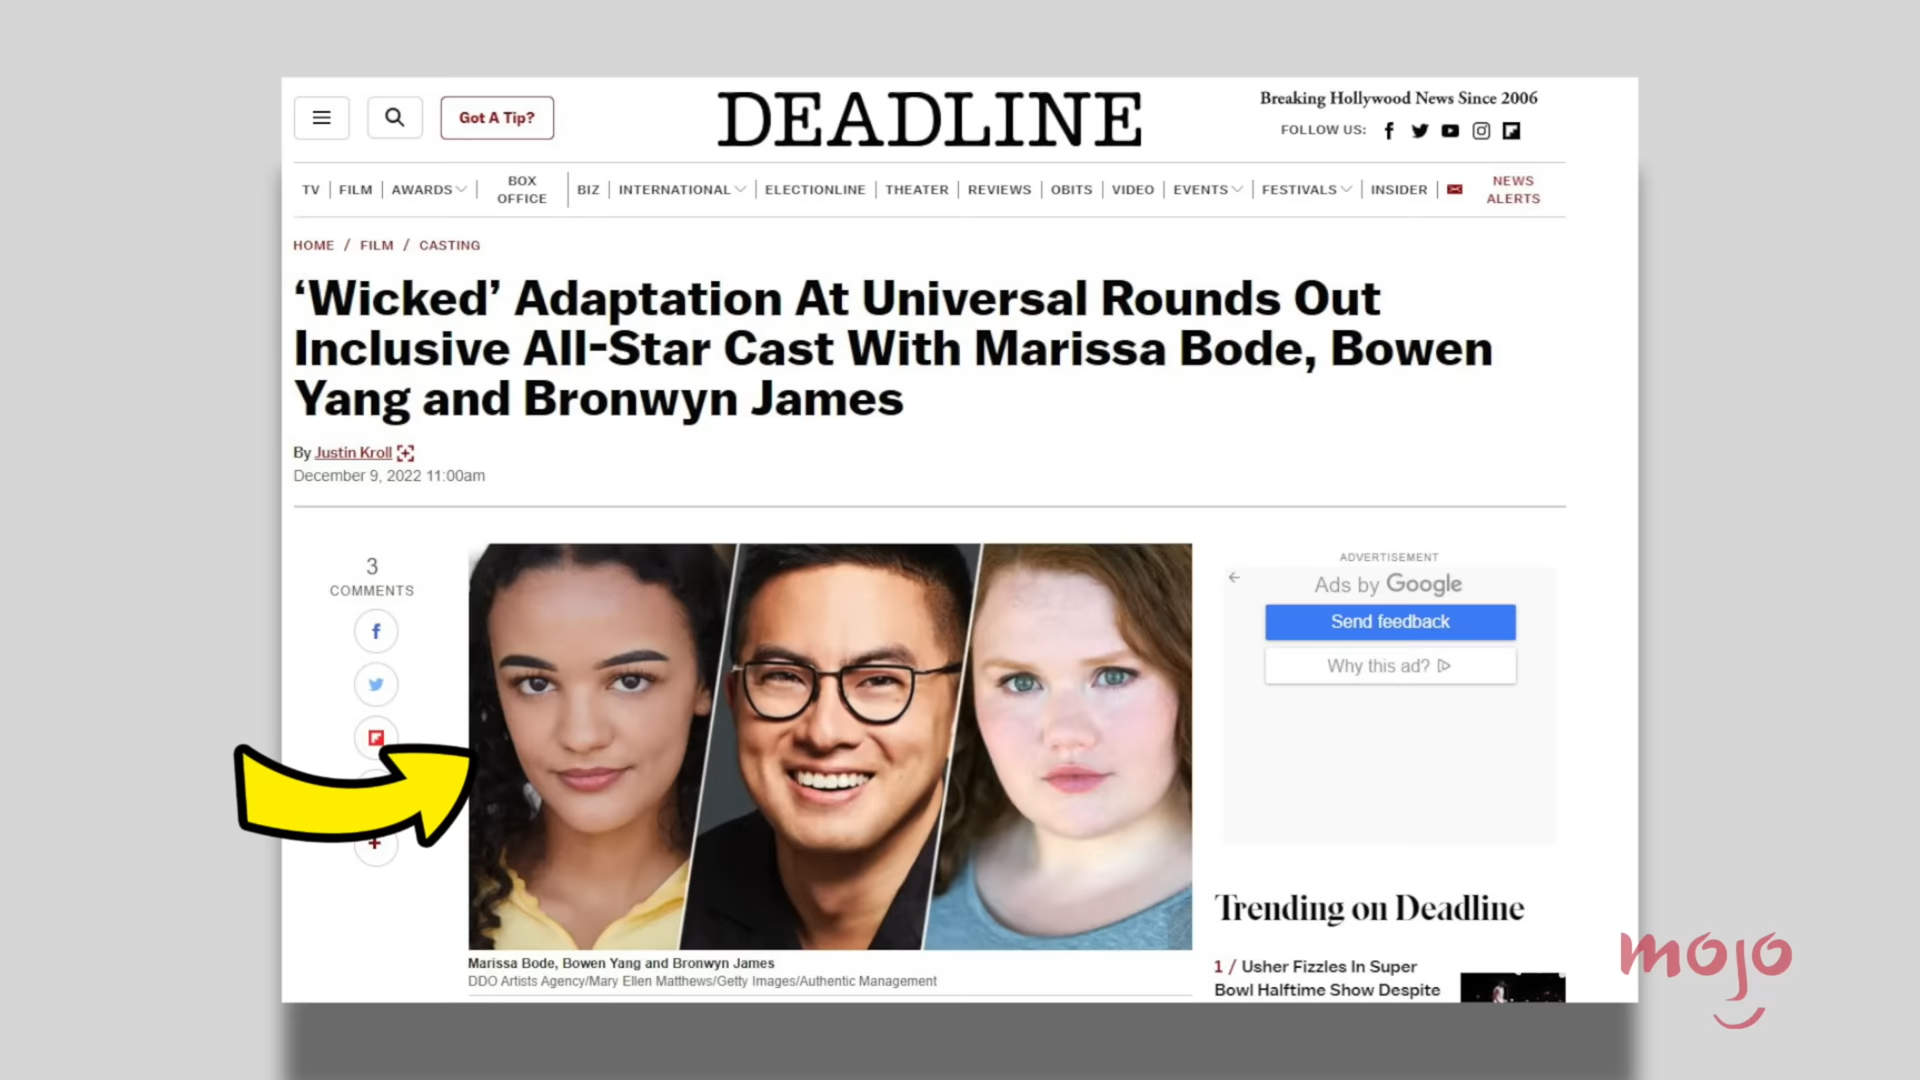 Got A Tip?
DEADLINE
Breaking Hollywood News Since 2006
FOLLOW US:
TV | FILM | AWARDS | BOX OFFICE | BIZ | INTERNATIONAL | ELECTIONLINE | THEATER | REVIEWS | OBITS | VIDEO | EVENTS | FESTIVALS | INSIDER | NEWS ALERTS
HOME / FILM / CASTING
‘Wicked’ Adaptation At Universal Rounds Out
Inclusive All-Star Cast With Marissa Bode, Bowen
Yang and Bronwyn James
By Justin Kroll
December 9, 2022 11:00am
3
COMMENTS
ADVERTISEMENT
Ads by Google
Send feedback
Why this ad?
Marissa Bode, Bowen Yang and Bronwyn James
DDO Artists Agency/Mary Ellen Matthews/Getty Images/Authentic Management
Trending on Deadline
1 / Usher Fizzles In Super
Bowl Halftime Show Despite
mojo